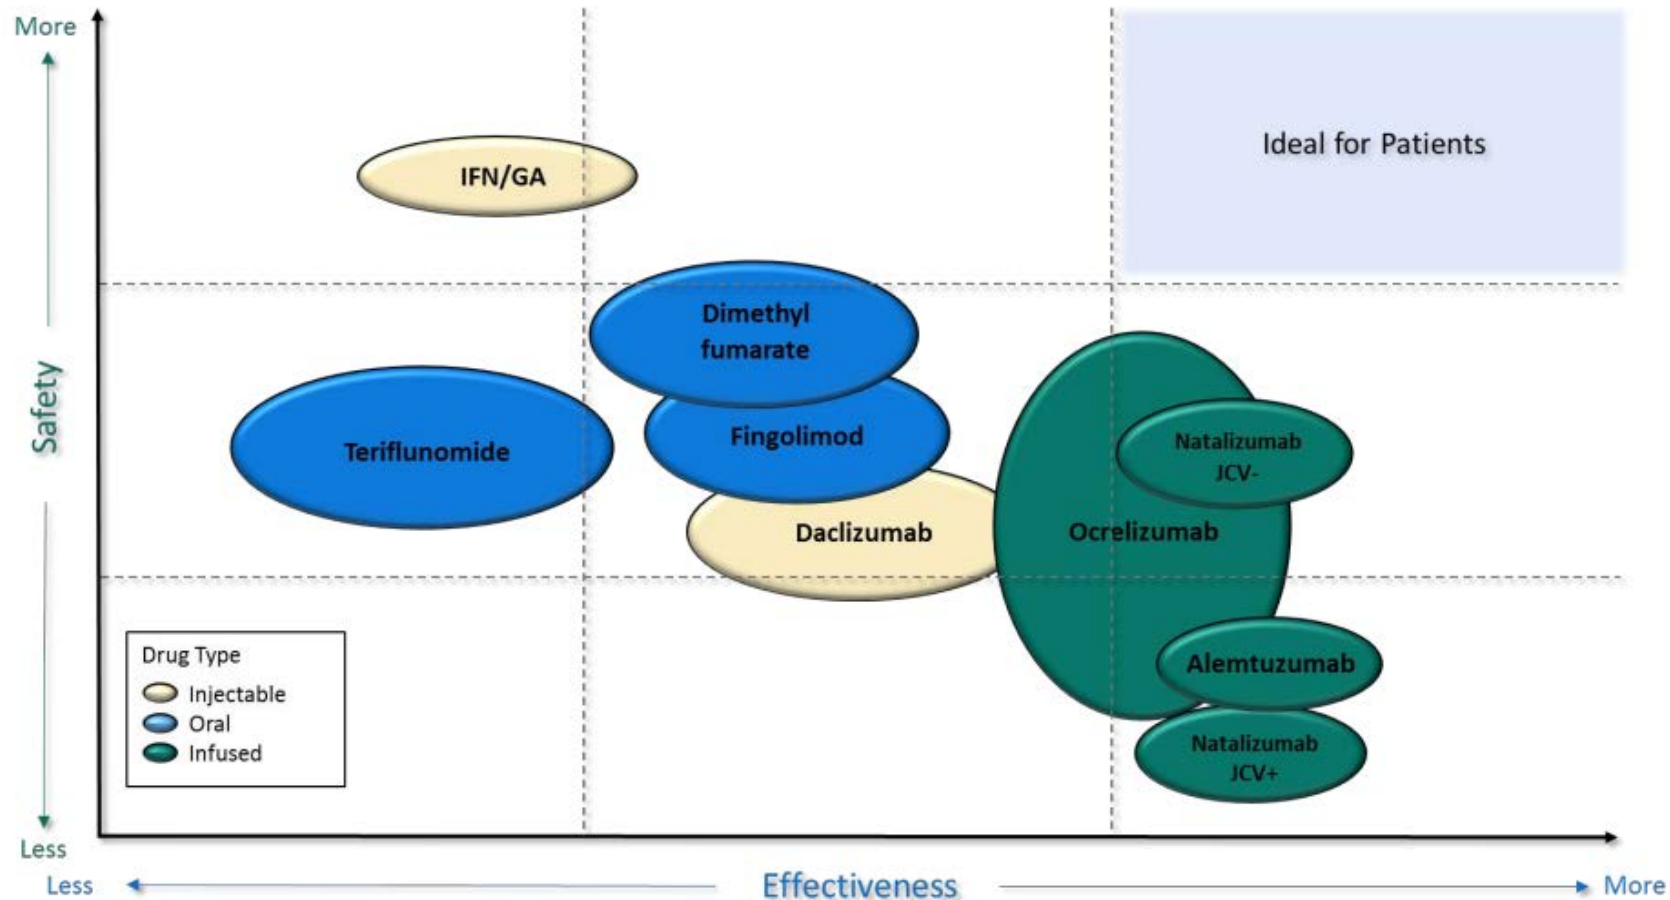 More
Ideal for Patients
IFN/GA
Dimethyl
fumarate
Safety
Teriflunomide
Fingolimod
Natalizumab
JCV-
Daclizumab
Ocrelizumab
Drug Type
Injectable
Oral
Infused
Alemtuzumab
Natalizumab
JCV+
Less
Less
Effectiveness
More